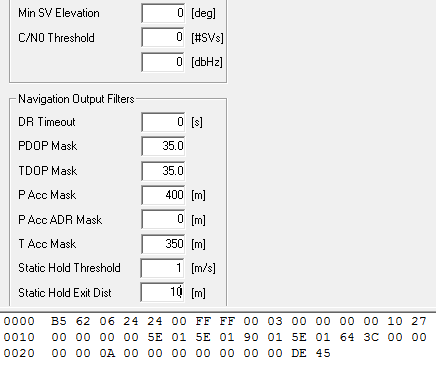 Min SV Elevation 0 [deg]
C/N0 Threshold 0 [#SVs]
0 [dbHz]
Navigation Output Filters
DR Timeout 0 [s]
PDOP Mask 35.0
TDOP Mask 35.0
P Acc Mask 400 [m]
P Acc ADR Mask 0 [m]
T Acc Mask 350 [m]
Static Hold Threshold 1 [m/s]
Static Hold Exit Dist 10 [m]
0000 B5 62 06 24 24 00 FF FF 00 03 00 00 00 00 10 27
0010 00 00 00 00 5E 01 5E 01 90 01 5E 01 64 3C 00 00
0020 00 00 0A 00 00 00 00 00 00 00 DE 45